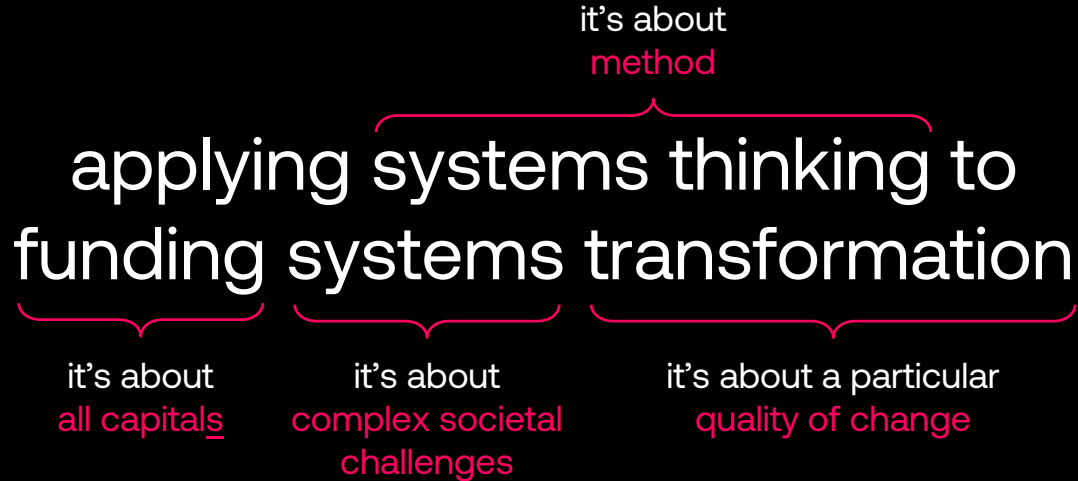 it’s about
method
applying systems thinking to
funding systems transformation
it’s about
all capitals
it’s about
complex societal
challenges
it’s about a particular
quality of change